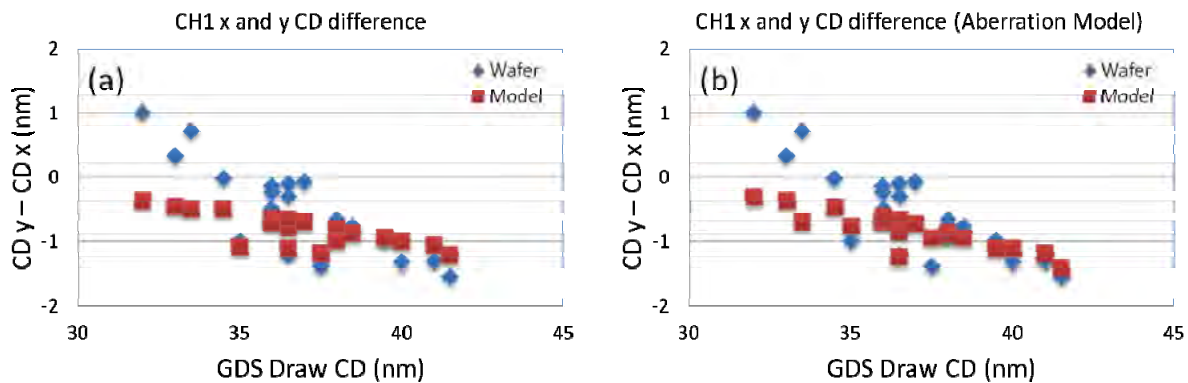 CH1 x and y CD difference
2
1
0
-1
-2
(a)
Wafer
Model
CD y – CD x (nm)
30
35
40
45
GDS Draw CD (nm)
CH1 x and y CD difference (Aberration Model)
2
1
0
-1
-2
(b)
Wafer
Model
CD y – CD x (nm)
30
35
40
45
GDS Draw CD (nm)